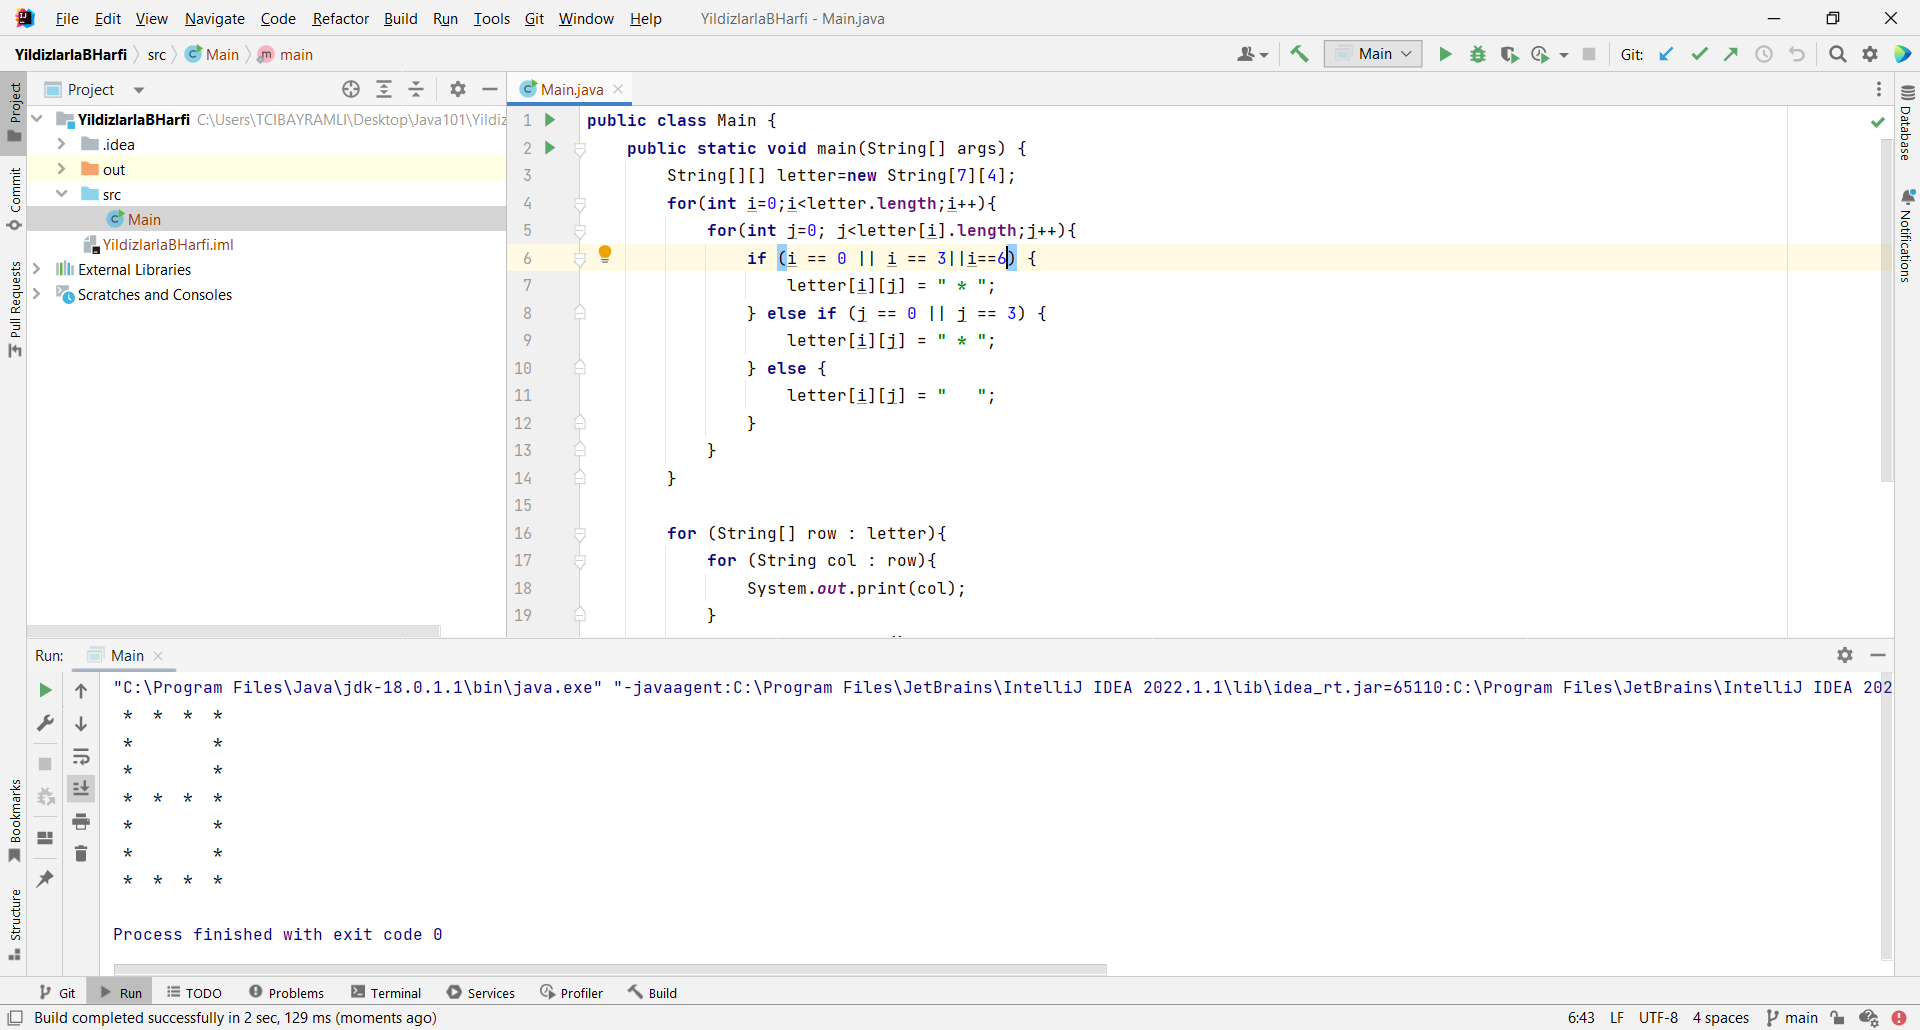 File Edit View Navigate Code Refactor Build Run Tools Git Window Help YildizlarlaBHarfi - Main.java
YildizlarlaBHarfi src Main main Main Git:
Project
Main.java
YildizlarlaBHarfi C:\Users\TCIBAYRAMLI\Desktop\Java101\Yildiz
.idea
out
src
Main
YildizlarlaBHarfi.iml
External Libraries
Scratches and Consoles
Project
Commit
Pull Requests
Bookmarks
Structure
Database
Notifications
1 public class Main {
2 public static void main(String[] args) {
3 String[][] letter=new String[7][4];
4 for(int i=0;i<letter.length;i++){
5 for(int j=0; j<letter[i].length;j++){
6 if (i == 0 || i == 3||i==6) {
7 letter[i][j] = " * ";
8 } else if (j == 0 || j == 3) {
9 letter[i][j] = " * ";
10 } else {
11 letter[i][j] = "   ";
12 }
13 }
14 }
15
16 for (String[] row : letter){
17 for (String col : row){
18 System.out.print(col);
19 }
Run: Main
"C:\Program Files\Java\jdk-18.0.1.1\bin\java.exe" "-javaagent:C:\Program Files\JetBrains\IntelliJ IDEA 2022.1.1\lib\idea_rt.jar=65110:C:\Program Files\JetBrains\IntelliJ IDEA 202
 *  *  *  *
 *        *
 *        *
 *  *  *  *
 *        *
 *        *
 *  *  *  *
Process finished with exit code 0
Git Run TODO Problems Terminal Services Profiler Build
Build completed successfully in 2 sec, 129 ms (moments ago) 6:43 LF UTF-8 4 spaces main